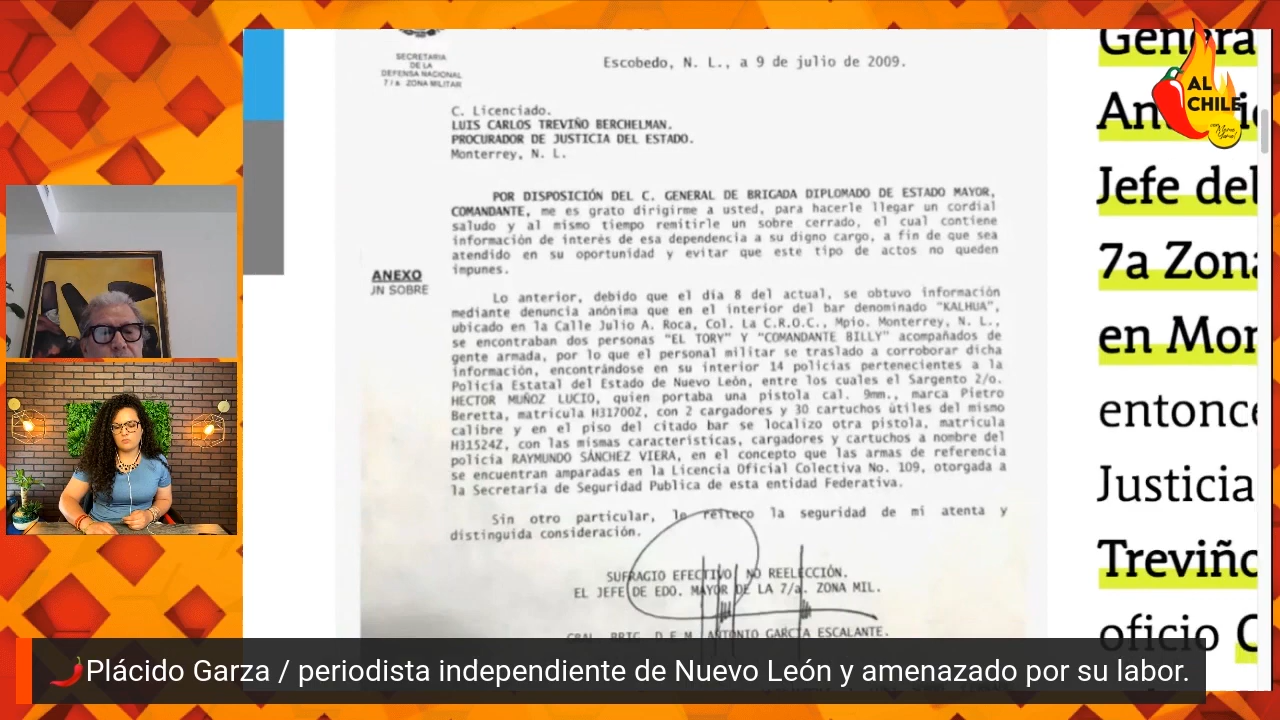 SECRETARIA
DE LA
DEFENSA NACIONAL
7/a. ZONA MILITAR
Escobedo, N. L., a 9 de julio de 2009.
C. Licenciado.
LUIS CARLOS TREVIÑO BERCHELMAN.
PROCURADOR DE JUSTICIA DEL ESTADO.
Monterrey, N. L.
POR DISPOSICIÓN DEL C. GENERAL DE BRIGADA DIPLOMADO DE ESTADO MAYOR,
COMANDANTE, me es grato dirigirme a usted, para hacerle llegar un cordial
saludo y al mismo tiempo remitirle un sobre cerrado, el cual contiene
información de interés de esa dependencia a su digno cargo, a fin de que sea
atendido en su oportunidad y evitar que este tipo de actos no queden
impunes.
ANEXO
UN SOBRE
Lo anterior, debido que el día 8 del actual, se obtuvo información
mediante denuncia anónima que en el interior del bar denominado "KALHUA",
ubicado en la Calle Julio A. Roca, Col. La C.R.O.C., Mpio. Monterrey, N. L.,
se encontraban dos personas "EL TORY" Y "COMANDANTE BILLY" acompañados de
gente armada, por lo que el personal militar se traslado a corroborar dicha
información, encontrándose en su interior 14 policías pertenecientes a la
Policía Estatal del Estado de Nuevo León, entre los cuales el Sargento 2/o.
HECTOR MUÑOZ LUCIO, quien portaba una pistola cal. 9mm., marca Pietro
Beretta, matrícula H31700Z, con 2 cargadores y 30 cartuchos útiles del mismo
calibre y en el piso del citado bar se localizo otra pistola, matrícula
H31524Z, con las mismas características, cargadores y cartuchos a nombre del
policía RAYMUNDO SÁNCHEZ VIERA, en el concepto que las armas de referencia
se encuentran amparadas en la Licencia Oficial Colectiva No. 109, otorgada a
la Secretaría de Seguridad Publica de esta entidad Federativa.
Sin otro particular, le reitero la seguridad de mi atenta y
distinguida consideración.
SUFRAGIO EFECTIVO NO REELECCIÓN.
EL JEFE DE EDO. MAYOR DE LA 7/a. ZONA MIL.
GRAL. BRIG. D.E.M. ANTONIO GARCÍA ESCALANTE.
Genera
An
Jefe del
7a Zona
en Mor
entonce
Justicia
Treviño
oficio
AL
CHILE
🌶️Plácido Garza / periodista independiente de Nuevo León y amenazado por su labor.